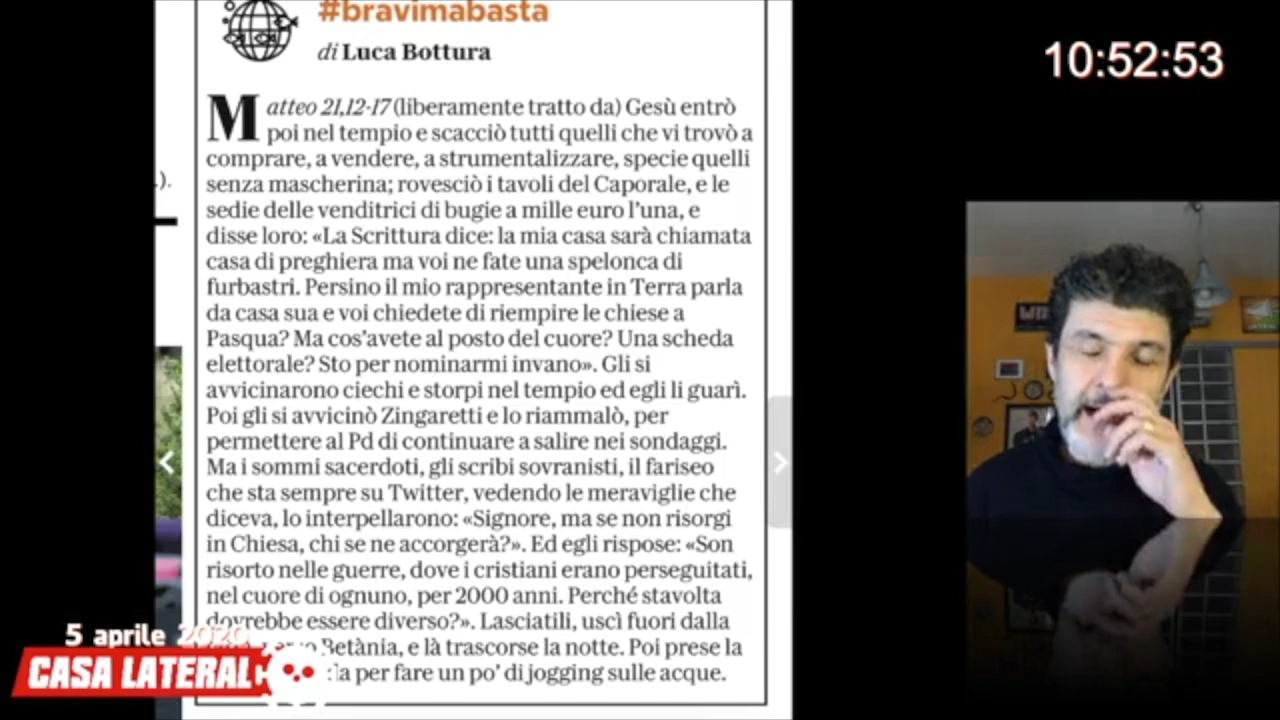 #bravimabasta
di Luca Bottura
10:52:53
Matteo 21,12-17 (liberamente tratto da) Gesù entrò
poi nel tempio e scacciò tutti quelli che vi trovò a
comprare, a vendere, a strumentalizzare, specie quelli
senza mascherina; rovesciò i tavoli del Caporale, e le
sedie delle venditrici di bugie a mille euro l'una, e
disse loro: «La Scrittura dice: la mia casa sarà chiamata
casa di preghiera ma voi ne fate una spelonca di
furbastri. Persino il mio rappresentante in Terra parla
da casa sua e voi chiedete di riempire le chiese a
Pasqua? Ma cos'avete al posto del cuore? Una scheda
elettorale? Sto per nominarmi invano». Gli si
avvicinarono ciechi e storpi nel tempio ed egli li guarì.
Poi gli si avvicinò Zingaretti e lo riammalò, per
permettere al Pd di continuare a salire nei sondaggi.
Ma i sommi sacerdoti, gli scribi sovranisti, il fariseo
che sta sempre su Twitter, vedendo le meraviglie che
diceva, lo interpellarono: «Signore, ma se non risorgi
in Chiesa, chi se ne accorgerà?». Ed egli rispose: «Son
risorto nelle guerre, dove i cristiani erano perseguitati,
nel cuore di ognuno, per 2000 anni. Perché stavolta
dovrebbe essere diverso?». Lasciatili, uscì fuori dalla
Betània, e là trascorse la notte. Poi prese la
per fare un po' di jogging sulle acque.
).
5 aprile 2020
CASA LATERAL